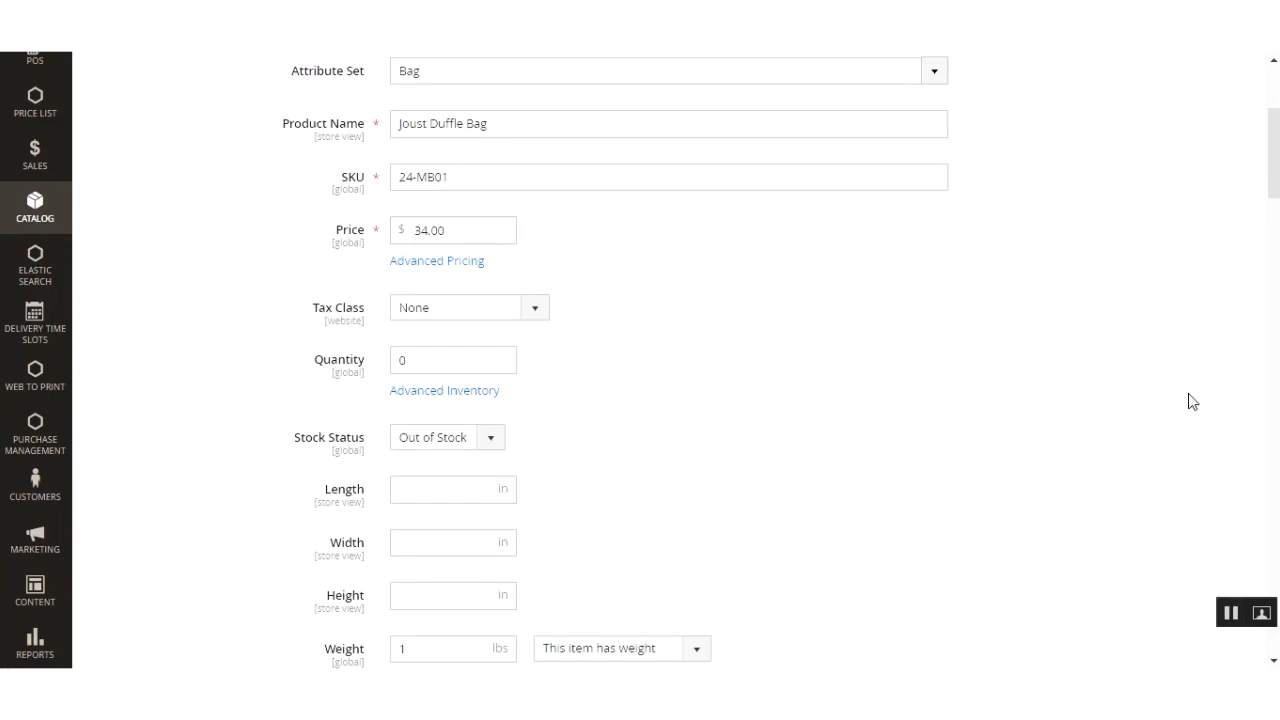 POS
PRICE LIST
SALES
CATALOG
ELASTIC
SEARCH
DELIVERY TIME
SLOTS
WEB TO PRINT
PURCHASE
MANAGEMENT
CUSTOMERS
MARKETING
CONTENT
REPORTS
Attribute Set Bag
Product Name * Joust Duffle Bag
[store view]
SKU * 24-MB01
[global]
Price * $ 34.00
[global]
Advanced Pricing
Tax Class None
[website]
Quantity 0
[global]
Advanced Inventory
Stock Status Out of Stock
[global]
Length in
[store view]
Width in
[store view]
Height in
[store view]
Weight 1 lbs This item has weight
[global]